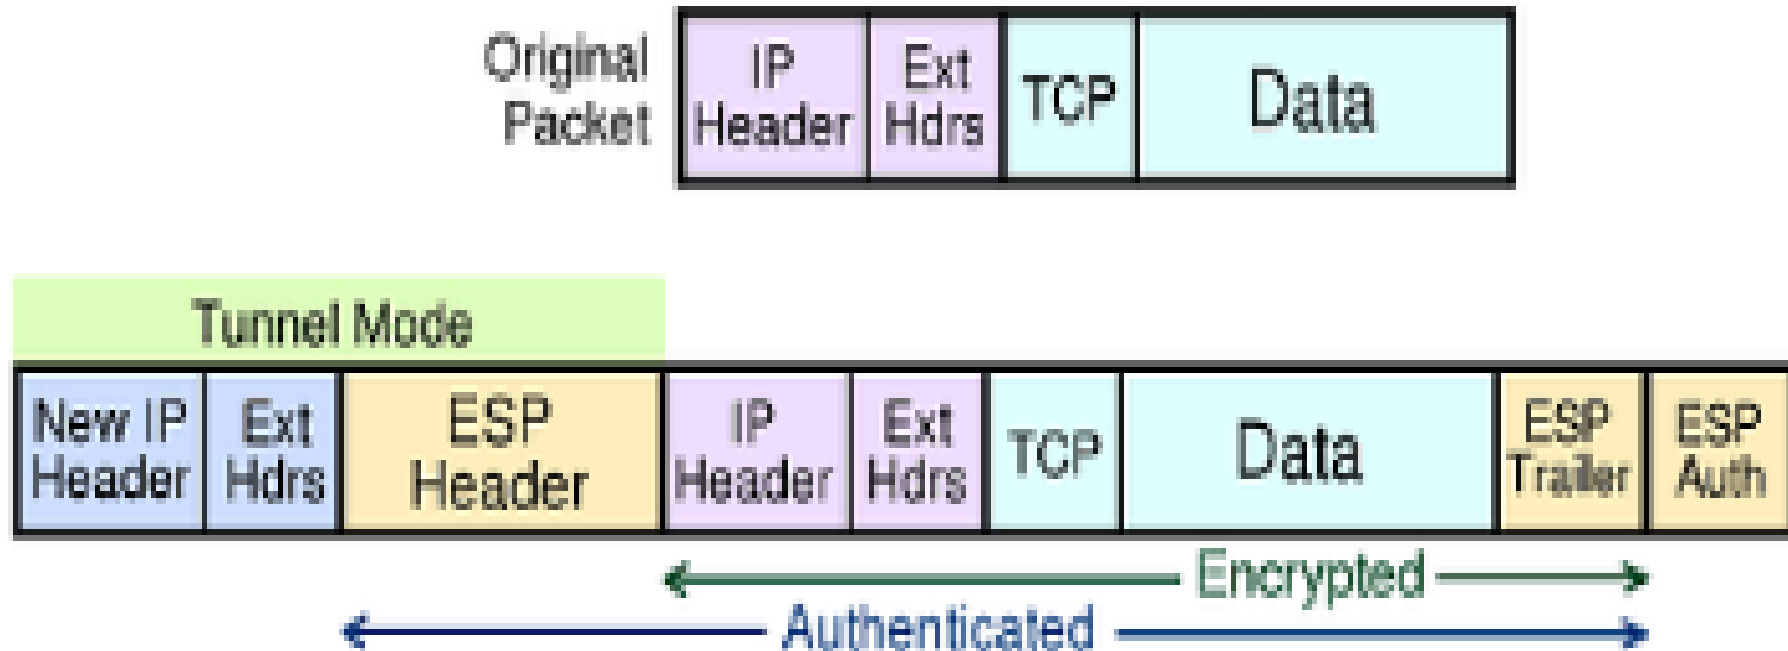 Original
Packet
IP
Header
Ext
Hdrs
TCP
Data
Tunnel Mode
New IP
Header
Ext
Hdrs
ESP
Header
IP
Header
Ext
Hdrs
TCP
Data
ESP
Trailer
ESP
Auth
Encrypted
Authenticated